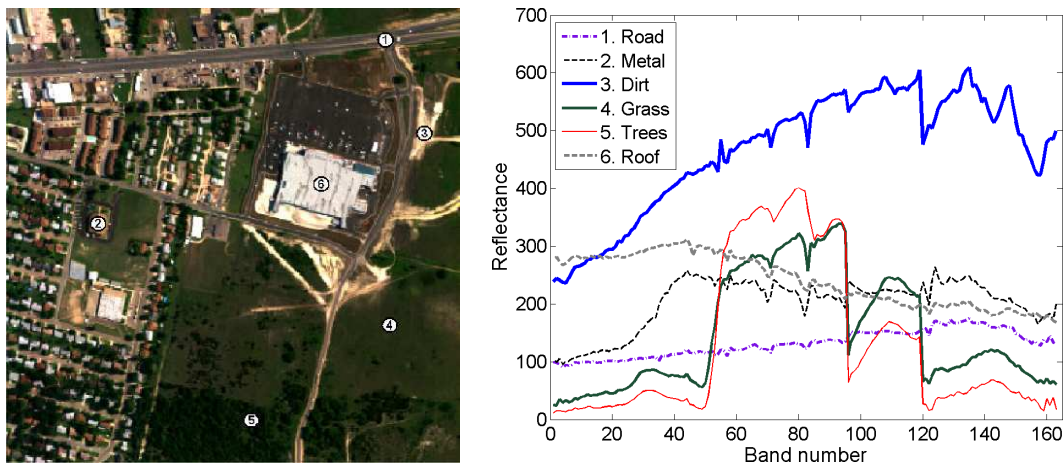 1
3
6
2
4
5
700
600
500
400
300
200
100
0
Reflectance
1. Road
2. Metal
3. Dirt
4. Grass
5. Trees
6. Roof
0 20 40 60 80 100 120 140 160
Band number